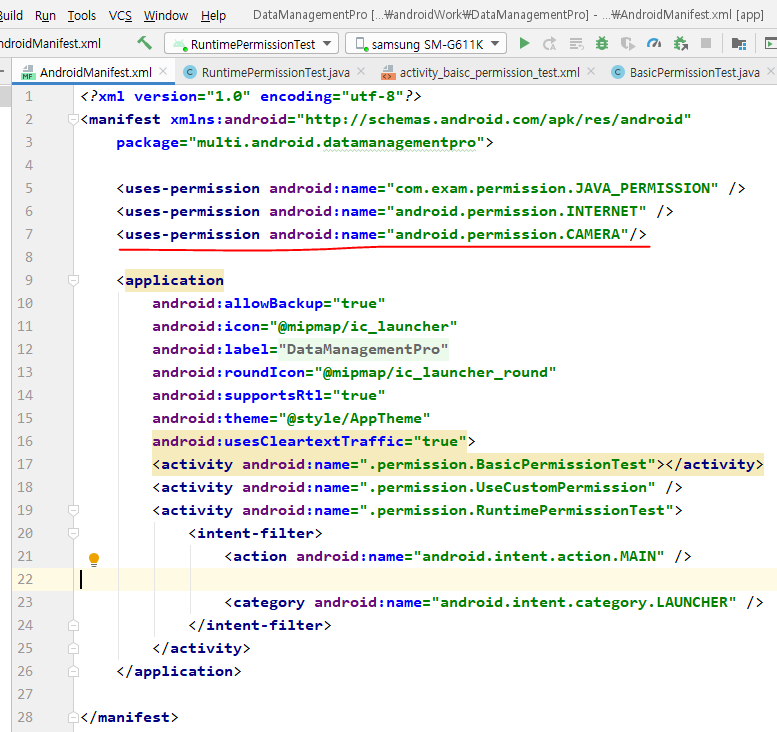 Build Run Tools VCS Window Help DataManagementPro [...₩androidWork₩DataManagementPro] - ...₩AndroidManifest.xml [app]
ndroidManifest.xml RuntimePermissionTest samsung SM-G611K
AndroidManifest.xml RuntimePermissionTest.java activity_baisc_permission_test.xml BasicPermissionTest.java
1 <?xml version="1.0" encoding="utf-8"?>
2 <manifest xmlns:android="http://schemas.android.com/apk/res/android"
3 package="multi.android.datamanagementpro">
4
5 <uses-permission android:name="com.exam.permission.JAVA_PERMISSION" />
6 <uses-permission android:name="android.permission.INTERNET" />
7 <uses-permission android:name="android.permission.CAMERA"/>
8
9 <application
10 android:allowBackup="true"
11 android:icon="@mipmap/ic_launcher"
12 android:label="DataManagementPro"
13 android:roundIcon="@mipmap/ic_launcher_round"
14 android:supportsRtl="true"
15 android:theme="@style/AppTheme"
16 android:usesCleartextTraffic="true">
17 <activity android:name=".permission.BasicPermissionTest"></activity>
18 <activity android:name=".permission.UseCustomPermission" />
19 <activity android:name=".permission.RuntimePermissionTest">
20 <intent-filter>
21 <action android:name="android.intent.action.MAIN" />
22
23 <category android:name="android.intent.category.LAUNCHER" />
24 </intent-filter>
25 </activity>
26 </application>
27
28 </manifest>